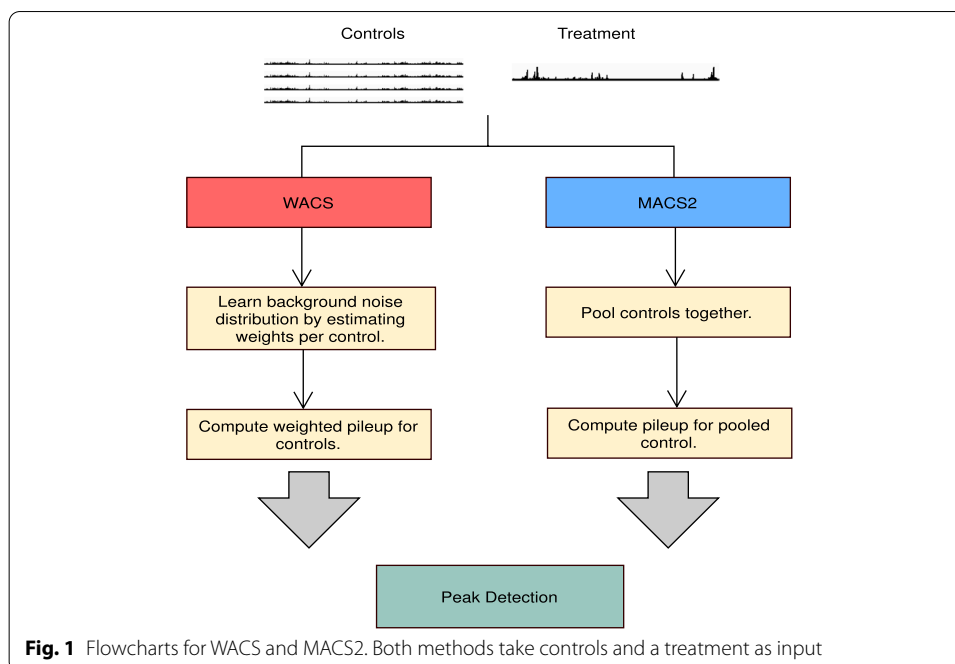 Controls
Treatment
WACS
MACS2
Learn background noise
distribution by estimating
weights per control.
Pool controls together.
Compute weighted pileup for
controls.
Compute pileup for pooled
control.
Peak Detection
Fig. 1 Flowcharts for WACS and MACS2. Both methods take controls and a treatment as input